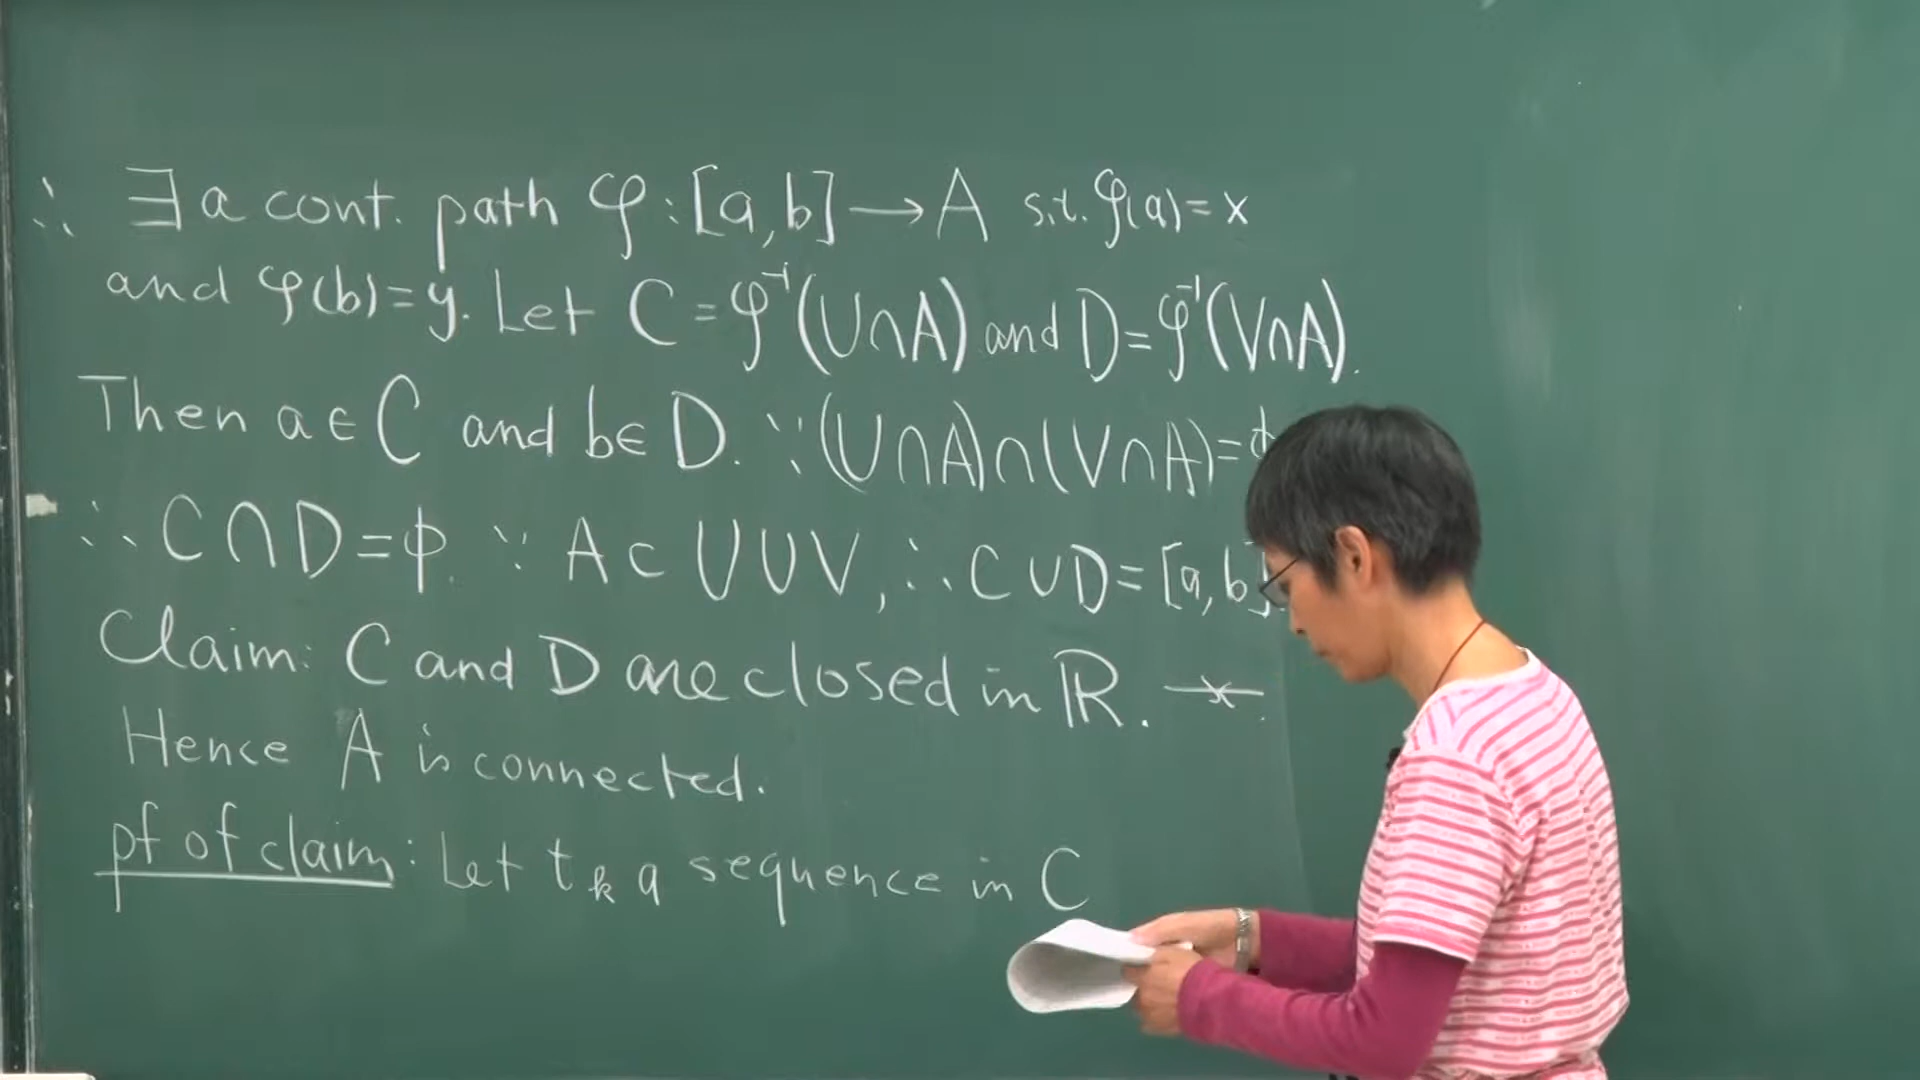 ∴ ∃ a cont. path φ:[a,b]→A s.t. φ(a)=x
and φ(b)=y. Let C=φ⁻¹(U∩A) and D=φ⁻¹(V∩A).
Then a∈C and b∈D. ∵(U∩A)∩(V∩A)=ϕ
∴ C∩D=ϕ. ∵ A⊂U∪V, ∴ C∪D=[a,b].
Claim: C and D are closed in ℝ. ※.
Hence A is connected.
pf of claim: Let t_k a sequence in C